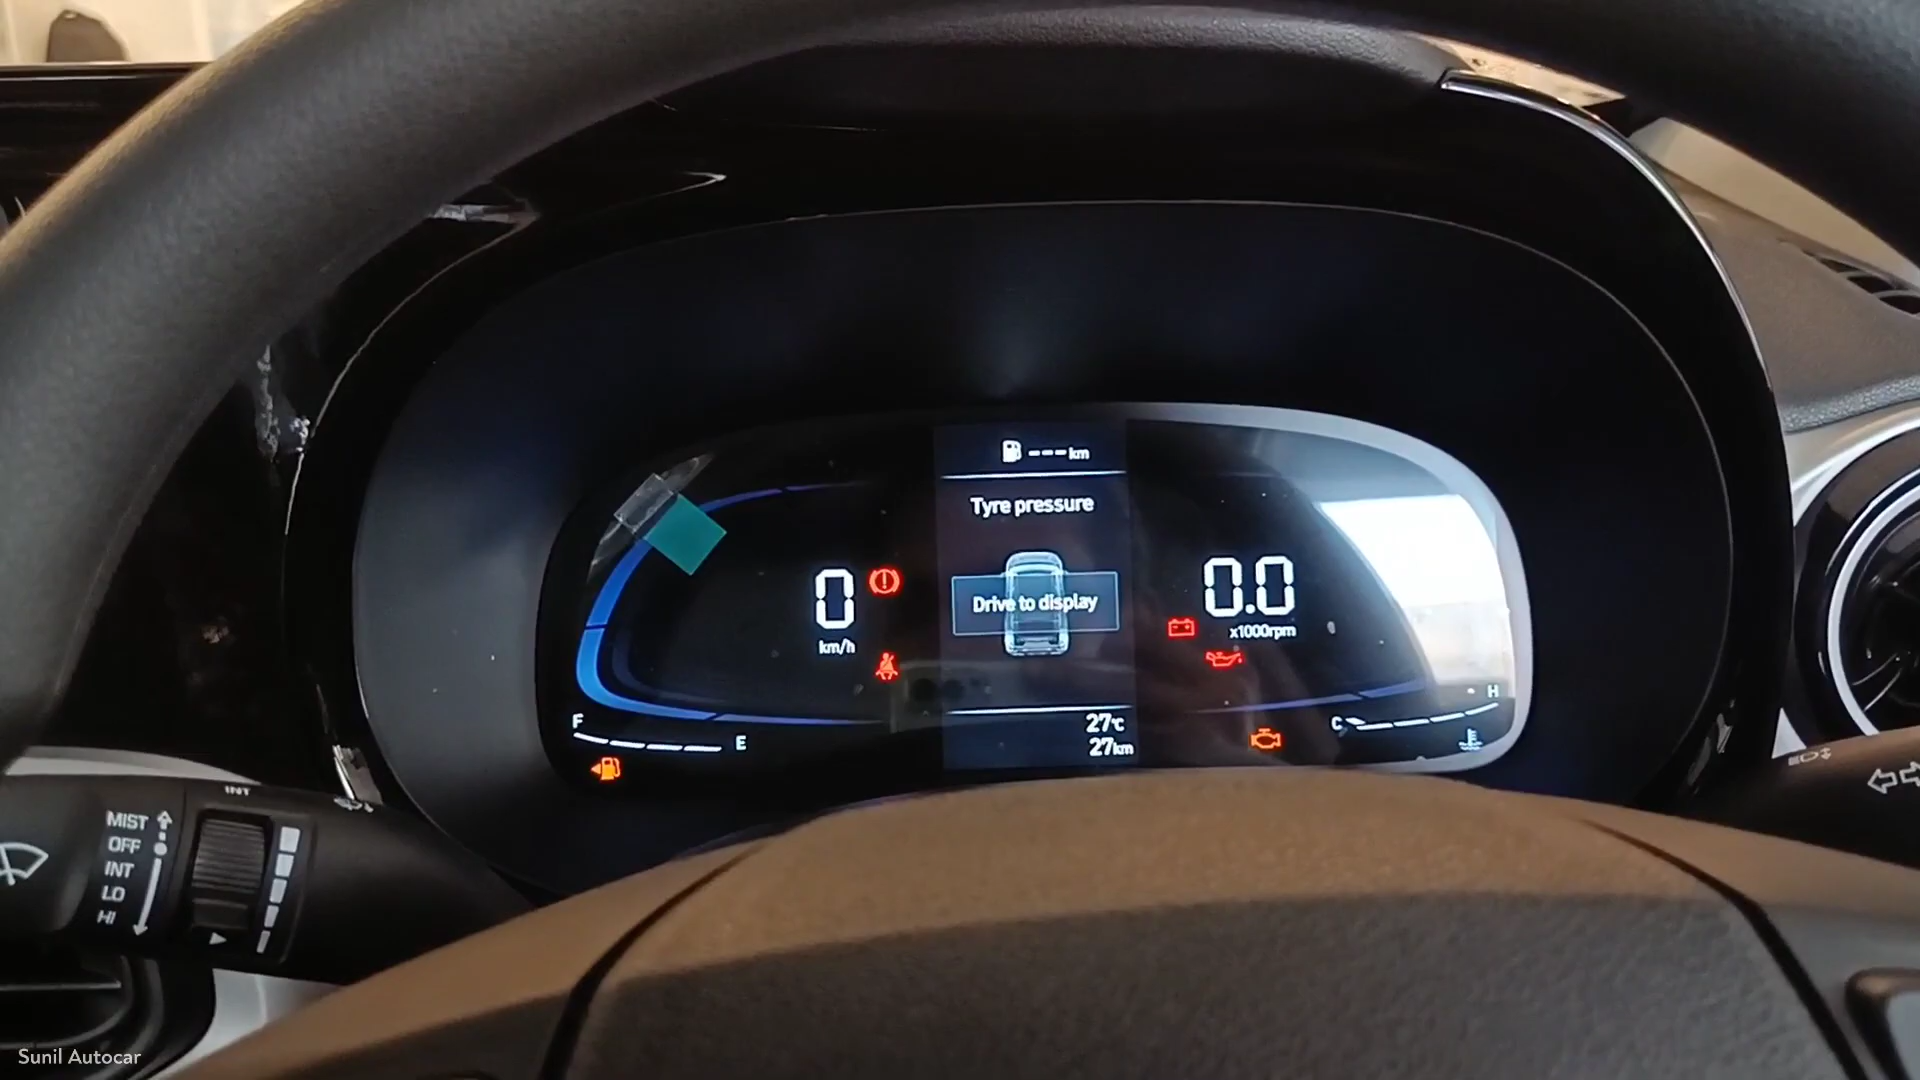 --- km
Tyre pressure
Drive to display
0
km/h
0.0
x1000rpm
27°C
27km
F
E
C
H
INT
MIST
OFF
INT
LO
HI
Sunil Autocar